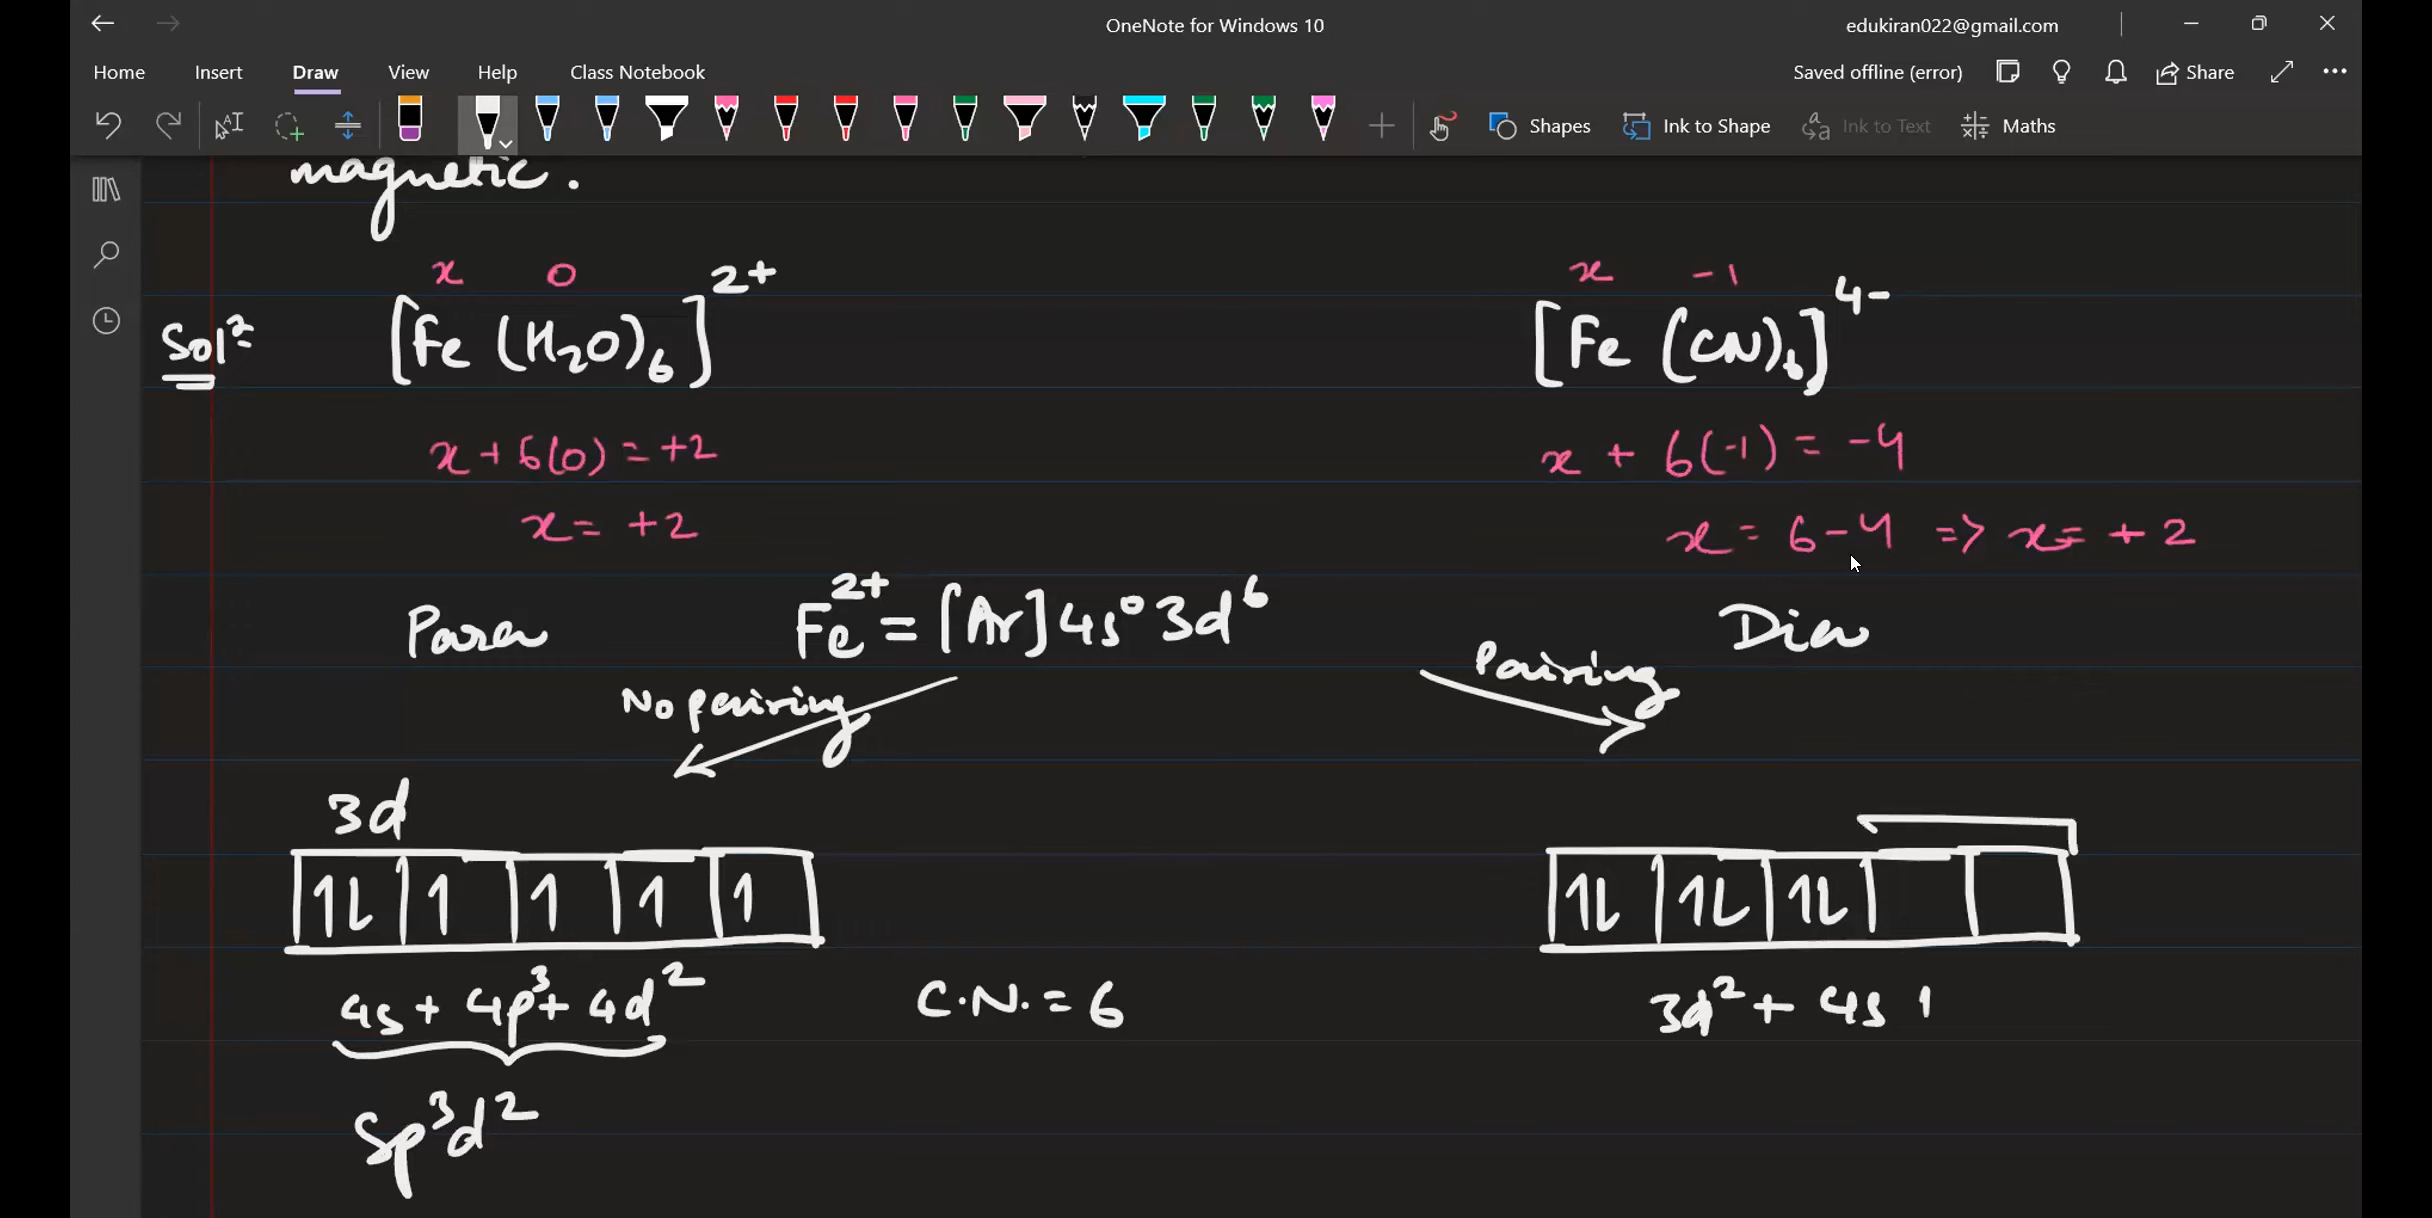 OneNote for Windows 10
edukiran022@gmail.com
Home Insert Draw View Help Class Notebook
Saved offline (error) Share
Shapes Ink to Shape Ink to Text Maths
magnetic.
x 0
x -1
Solⁿ [Fe (H₂O)₆]²⁺
[Fe (CN)₆]⁴⁻
x + 6(0) = +2
x + 6(-1) = -4
x = +2
x = 6 - 4 => x = + 2
Para
Fe²⁺ = [Ar] 4s⁰ 3d⁶
Dia
No pairing
Pairing
3d
1L 1 1 1 1
1L 1L 1L
4s + 4p³ + 4d²
C.N. = 6
3d² + 4s
sp³d²